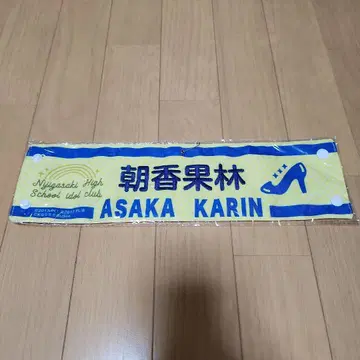 Nijigasaki High
School idol club
朝香果林
ASAKA KARIN